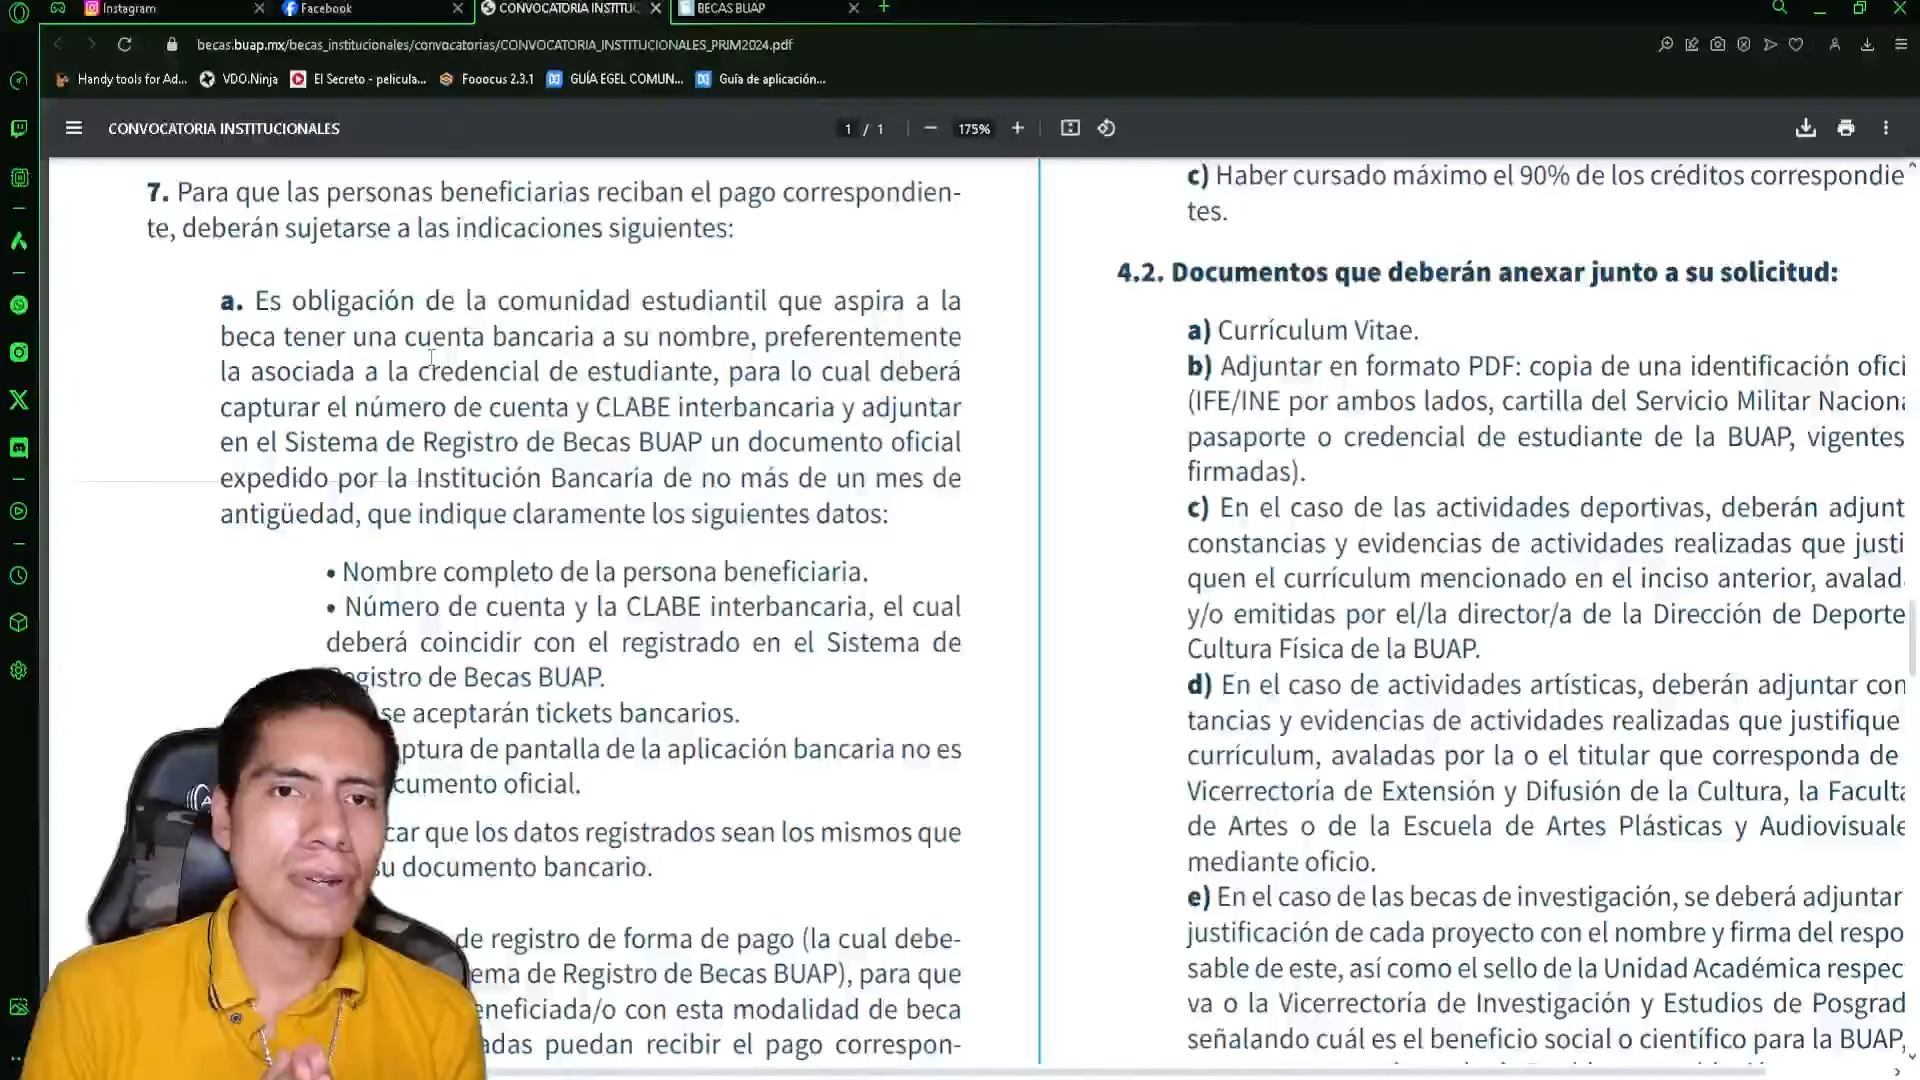 Instagram
Facebook
CONVOCATORIA INSTITUC
BECAS BUAP
becas.buap.mx/becas_institucionales/convocatorias/CONVOCATORIA_INSTITUCIONALES_PRIM2024.pdf
Handy tools for Ad...
VDO.Ninja
El Secreto - pelicula...
Fooocus 2.3.1
GUÍA EGEL COMUN...
Guía de aplicación...
CONVOCATORIA INSTITUCIONALES
1 / 1
175%
7. Para que las personas beneficiarias reciban el pago correspondien-
te, deberán sujetarse a las indicaciones siguientes:
a. Es obligación de la comunidad estudiantil que aspira a la
beca tener una cuenta bancaria a su nombre, preferentemente
la asociada a la credencial de estudiante, para lo cual deberá
capturar el número de cuenta y CLABE interbancaria y adjuntar
en el Sistema de Registro de Becas BUAP un documento oficial
expedido por la Institución Bancaria de no más de un mes de
antigüedad, que indique claramente los siguientes datos:
• Nombre completo de la persona beneficiaria.
• Número de cuenta y la CLABE interbancaria, el cual
deberá coincidir con el registrado en el Sistema de
egistro de Becas BUAP.
se aceptarán tickets bancarios.
ptura de pantalla de la aplicación bancaria no es
cumento oficial.
car que los datos registrados sean los mismos que
su documento bancario.
de registro de forma de pago (la cual debe-
ema de Registro de Becas BUAP), para que
eneficiada/o con esta modalidad de beca
adas puedan recibir el pago correspon-
c) Haber cursado máximo el 90% de los créditos correspondie
tes.
4.2. Documentos que deberán anexar junto a su solicitud:
a) Currículum Vitae.
b) Adjuntar en formato PDF: copia de una identificación ofici
(IFE/INE por ambos lados, cartilla del Servicio Militar Naciona
pasaporte o credencial de estudiante de la BUAP, vigentes
firmadas).
c) En el caso de las actividades deportivas, deberán adjunt
constancias y evidencias de actividades realizadas que justi
quen el currículum mencionado en el inciso anterior, avalad
y/o emitidas por el/la director/a de la Dirección de Deporte
Cultura Física de la BUAP.
d) En el caso de actividades artísticas, deberán adjuntar con
tancias y evidencias de actividades realizadas que justifique
currículum, avaladas por la o el titular que corresponda de
Vicerrectoría de Extensión y Difusión de la Cultura, la Faculta
de Artes o de la Escuela de Artes Plásticas y Audiovisuale
mediante oficio.
e) En el caso de las becas de investigación, se deberá adjuntar
justificación de cada proyecto con el nombre y firma del respo
sable de este, así como el sello de la Unidad Académica respec
va o la Vicerrectoría de Investigación y Estudios de Posgrad
señalando cuál es el beneficio social o científico para la BUAP,